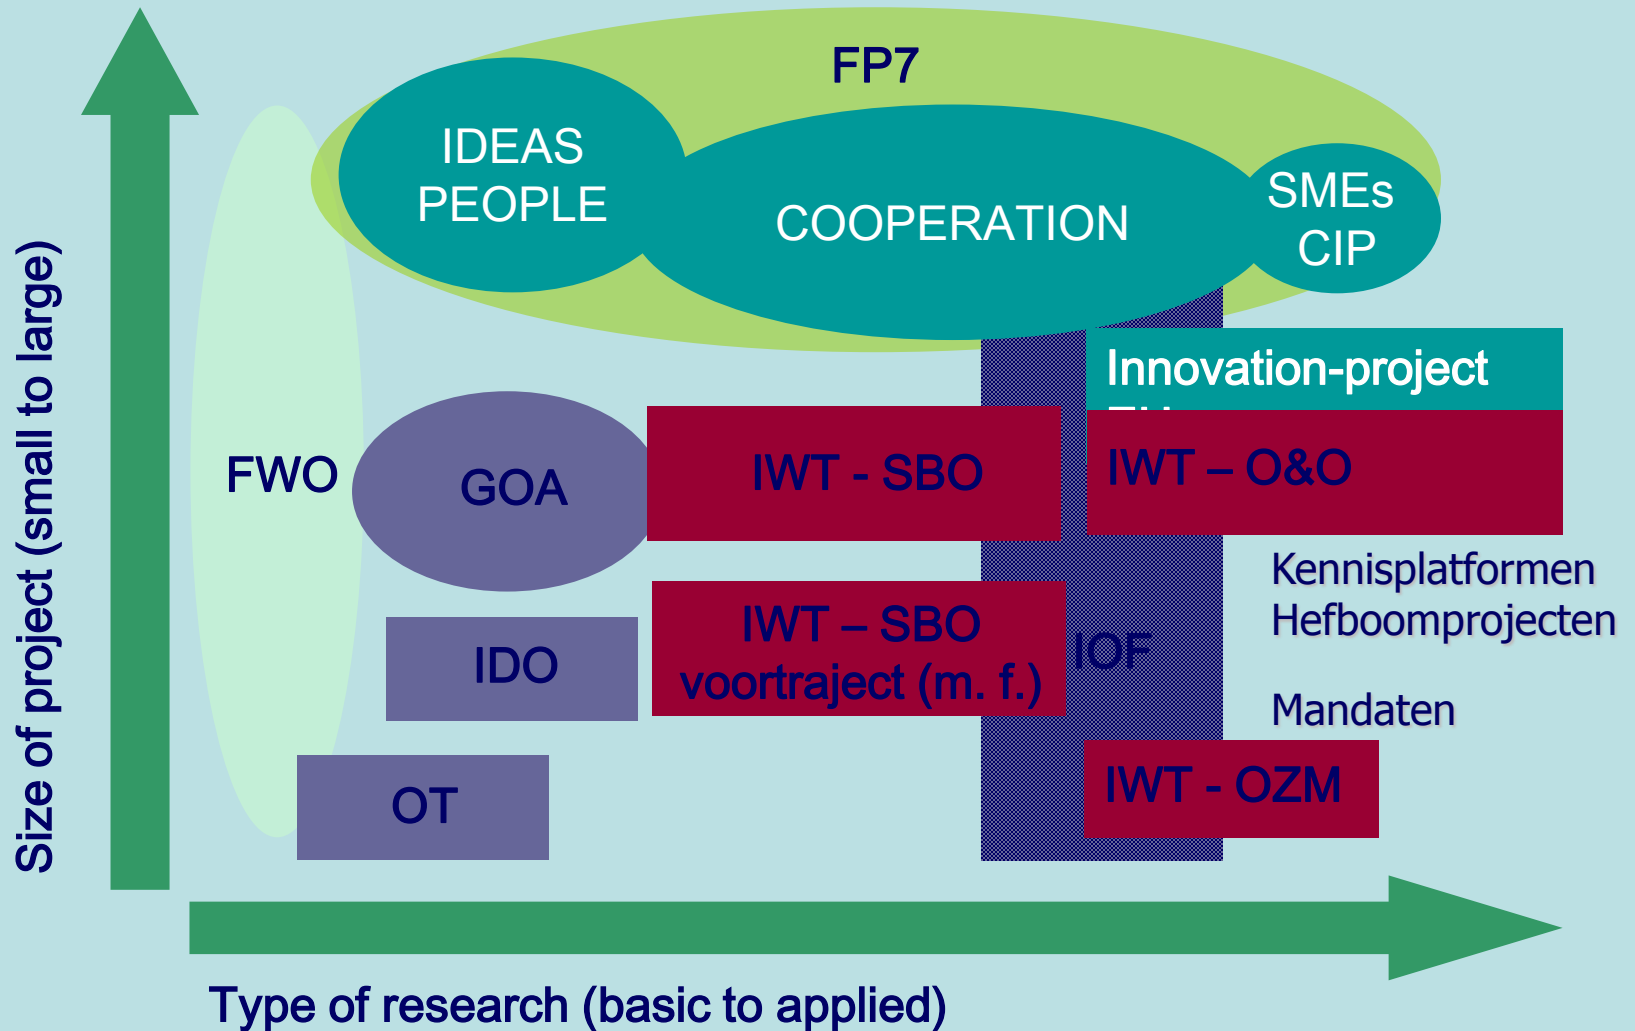 FP7
IDEAS
PEOPLE
COOPERATION
SMEs
CIP
Innovation-project
FWO
GOA
IWT - SBO
IWT – O&O
Kennisplatformen
Hefboomprojecten
IDO
IWT – SBO
voortraject (m. f.)
IOF
Mandaten
OT
IWT - OZM
Size of project (small to large)
Type of research (basic to applied)